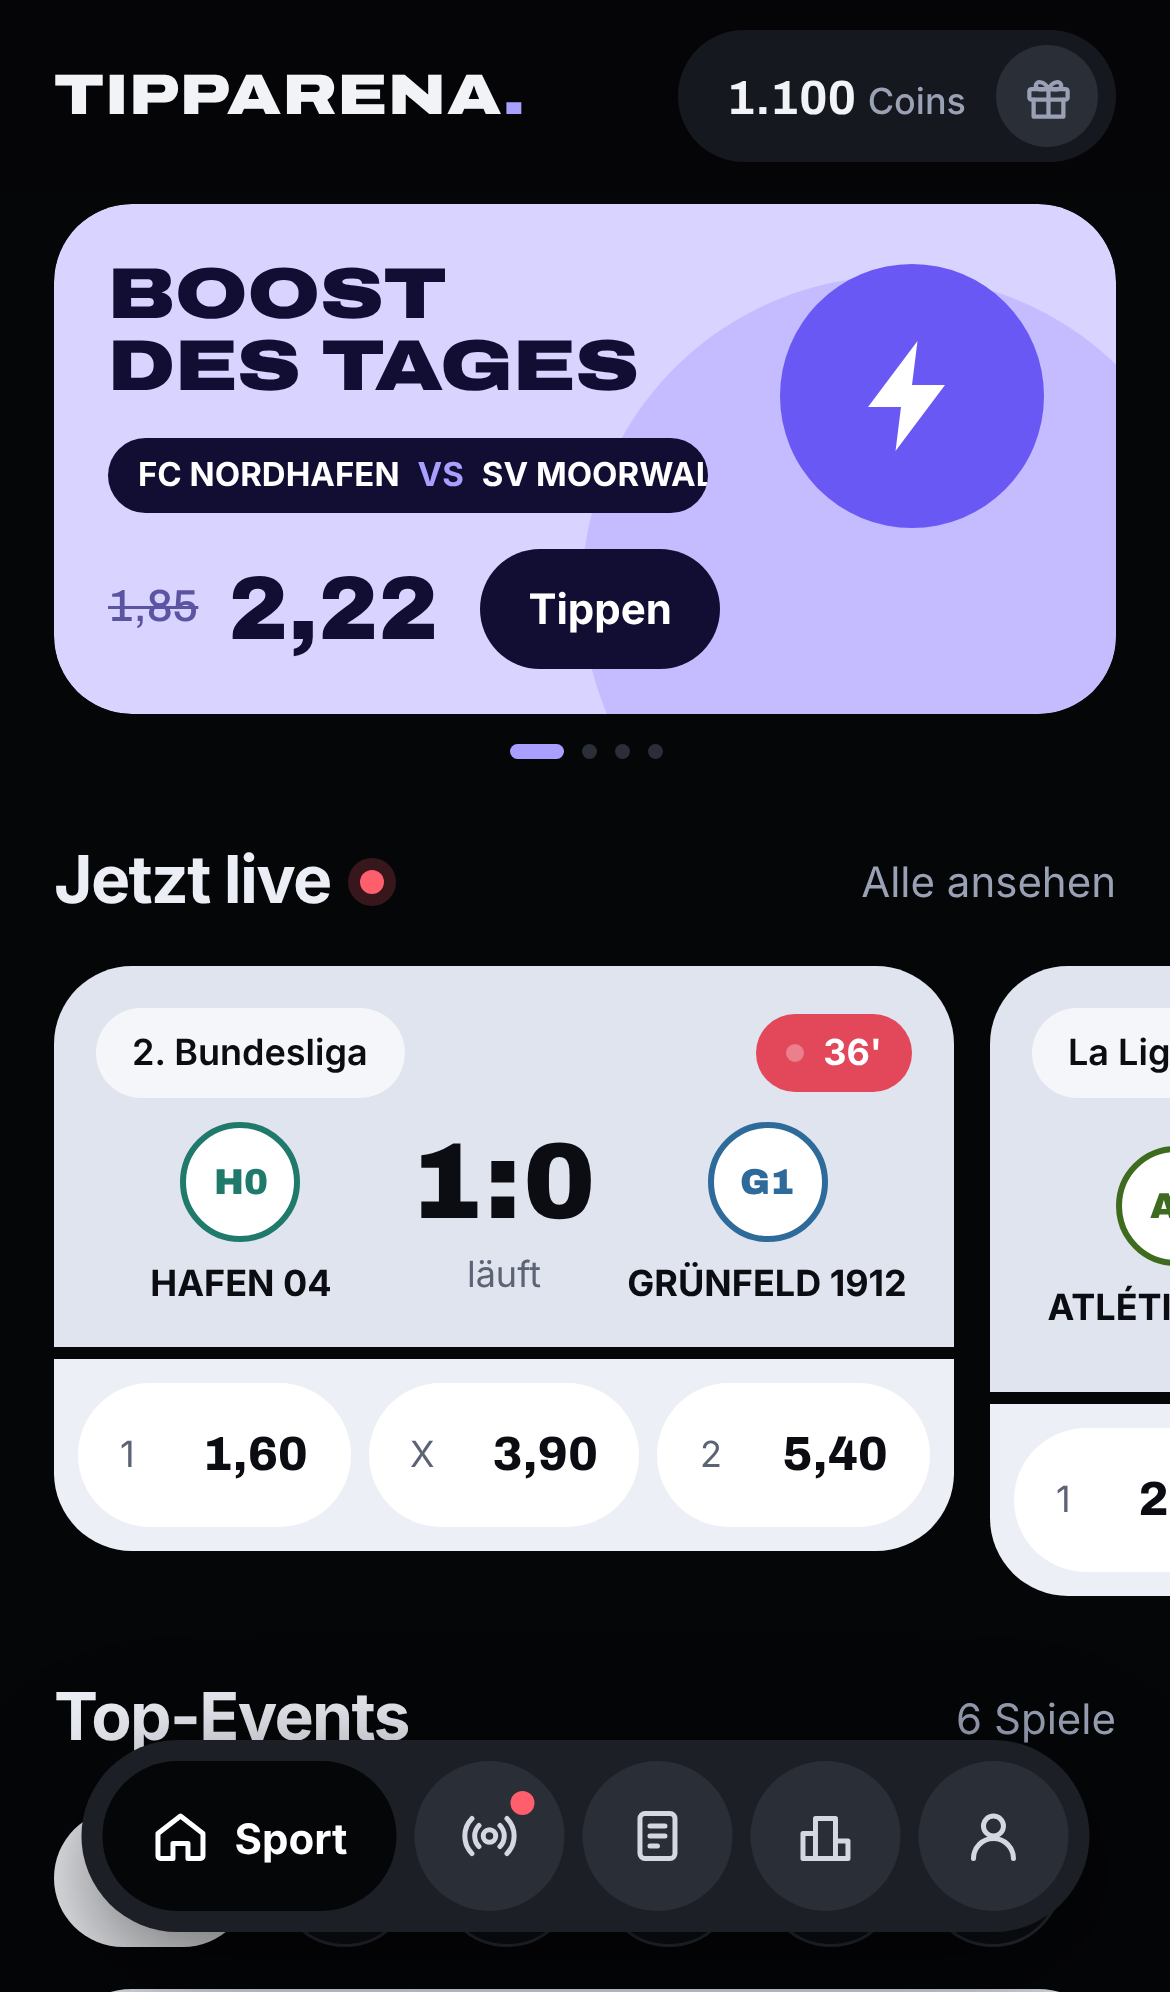 TIPPARENA.
1.100 Coins
BOOST
DES TAGES
FC NORDHAFEN VS SV MOORWAL
1,85 2,22 Tippen
Jetzt live Alle ansehen
2. Bundesliga 36'
H0 1:0 G1
HAFEN 04 läuft GRÜNFELD 1912
1 1,60 X 3,90 2 5,40
La Lig
A
ATLÉTI
1 2
Top-Events 6 Spiele
Sport